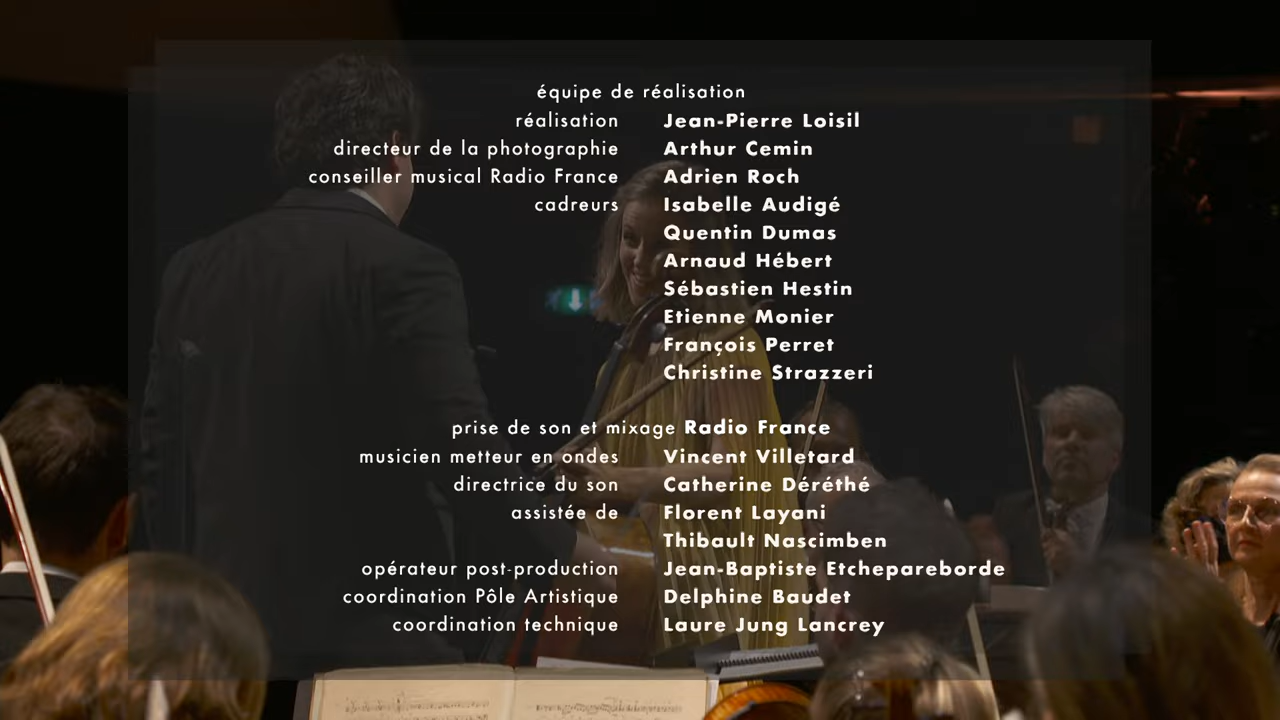 équipe de réalisation
réalisation Jean-Pierre Loisil
directeur de la photographie Arthur Cemin
conseiller musical Radio France Adrien Roch
cadreurs Isabelle Audigé
Quentin Dumas
Arnaud Hébert
Sébastien Hestin
Etienne Monier
François Perret
Christine Strazzeri
prise de son et mixage Radio France
musicien metteur en ondes Vincent Villetard
directrice du son Catherine Déréthé
assistée de Florent Layani
Thibault Nascimben
opérateur post-production Jean-Baptiste Etchepareborde
coordination Pôle Artistique Delphine Baudet
coordination technique Laure Jung Lancrey